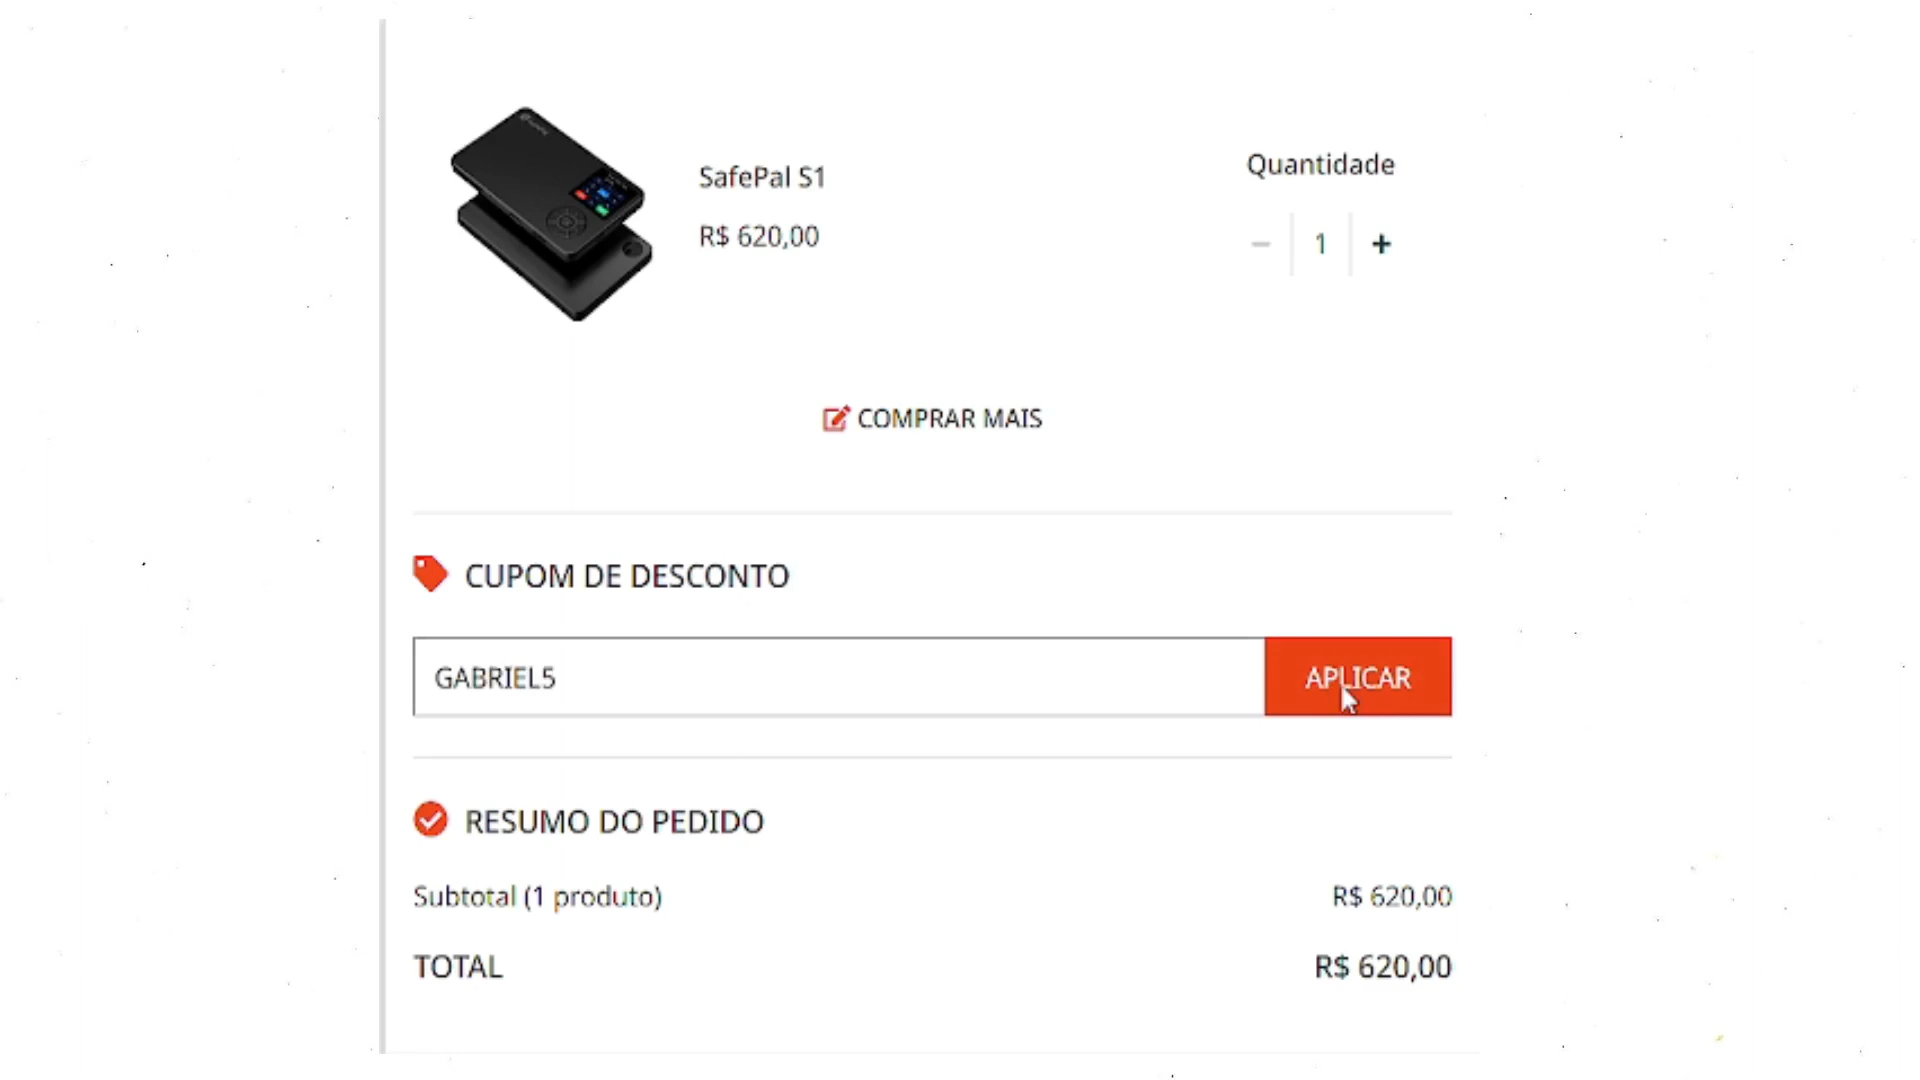 SafePal S1
R$ 620,00
Quantidade
1
COMPRAR MAIS
CUPOM DE DESCONTO
GABRIEL5
APLICAR
RESUMO DO PEDIDO
Subtotal (1 produto)
R$ 620,00
TOTAL
R$ 620,00